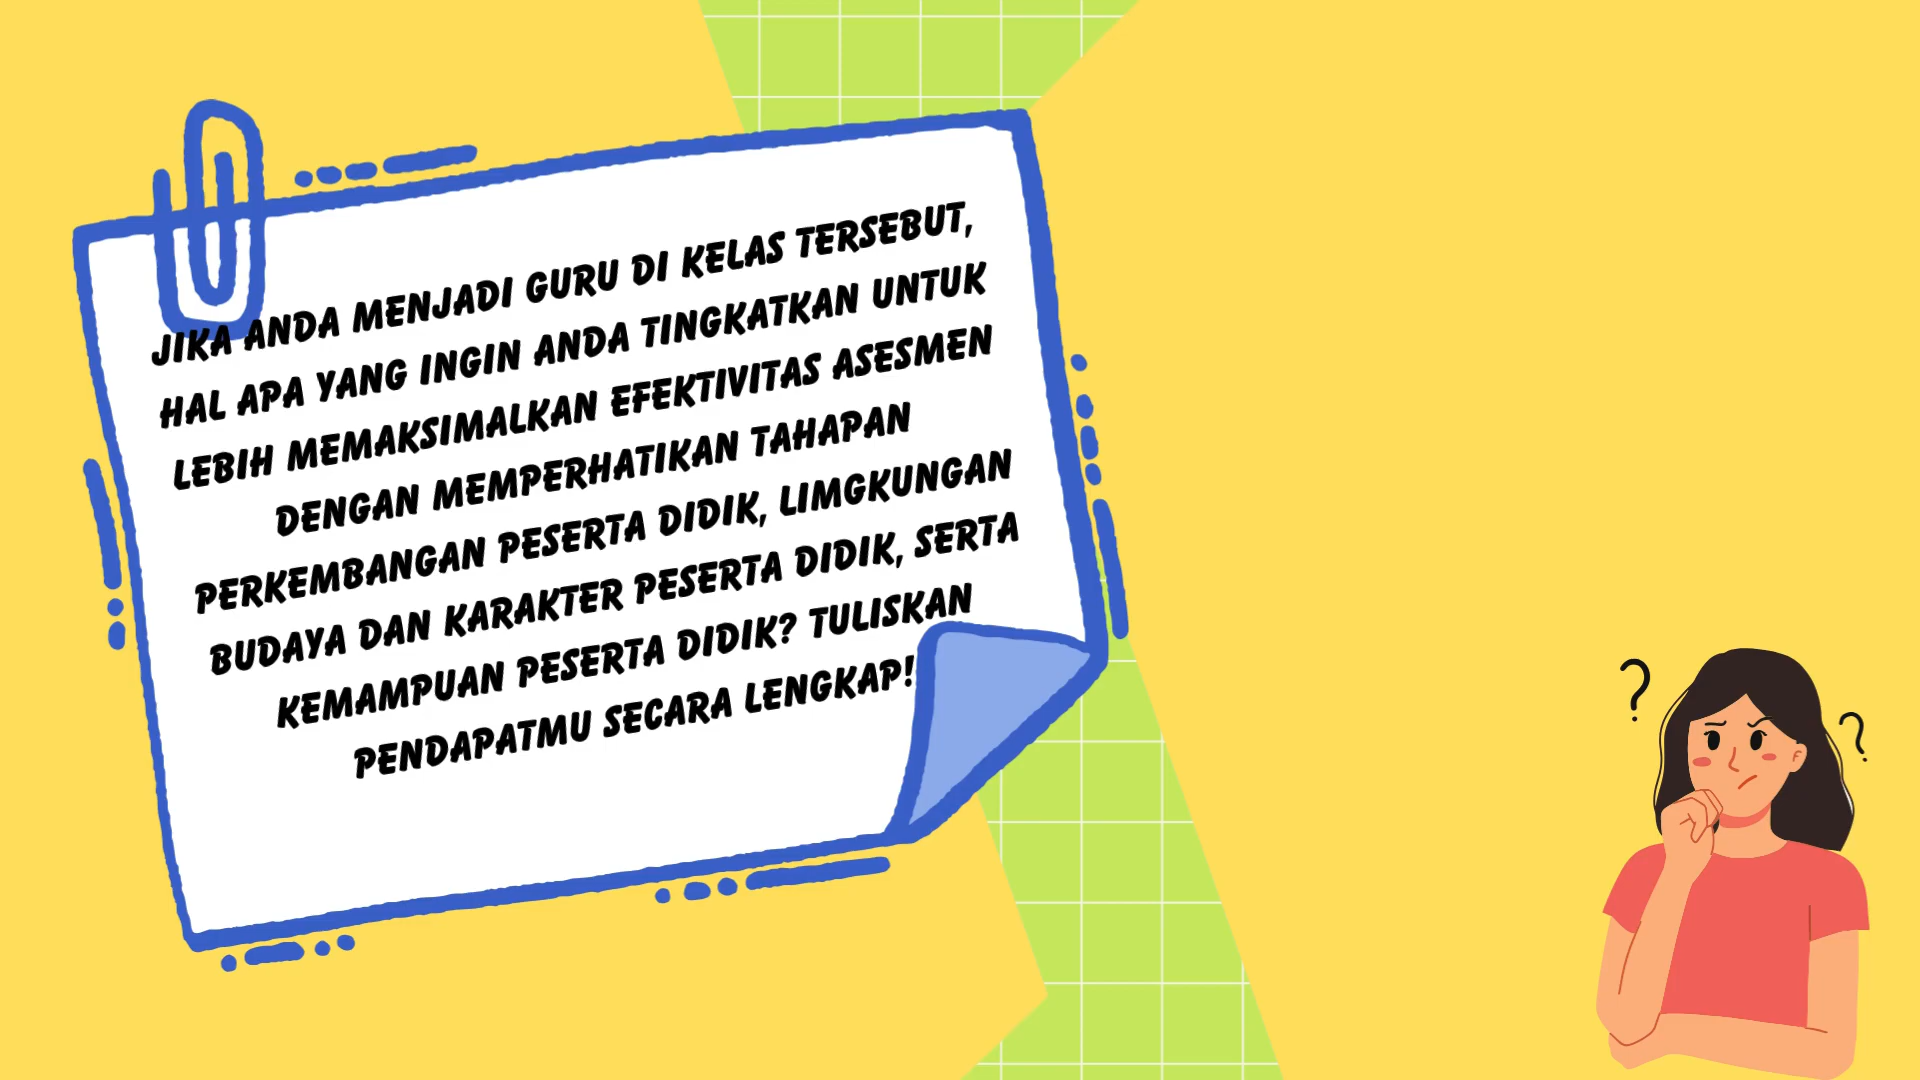 JIKA ANDA MENJADI GURU DI KELAS TERSEBUT,
HAL APA YANG INGIN ANDA TINGKATKAN UNTUK
LEBIH MEMAKSIMALKAN EFEKTIVITAS ASESMEN
DENGAN MEMPERHATIKAN TAHAPAN
PERKEMBANGAN PESERTA DIDIK, LIMGKUNGAN
BUDAYA DAN KARAKTER PESERTA DIDIK, SERTA
KEMAMPUAN PESERTA DIDIK? TULISKAN
PENDAPATMU SECARA LENGKAP!
? ?